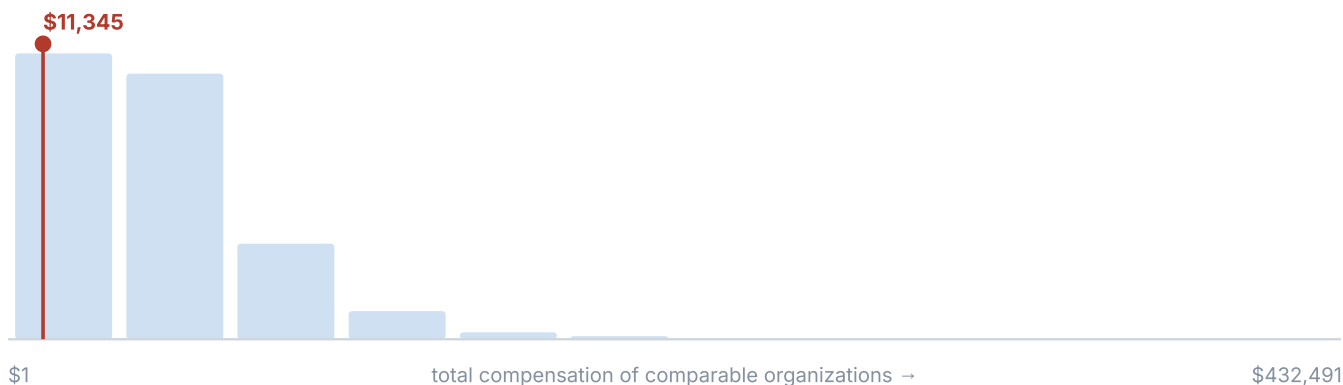 $11,345
$1 total compensation of comparable organizations → $432,491